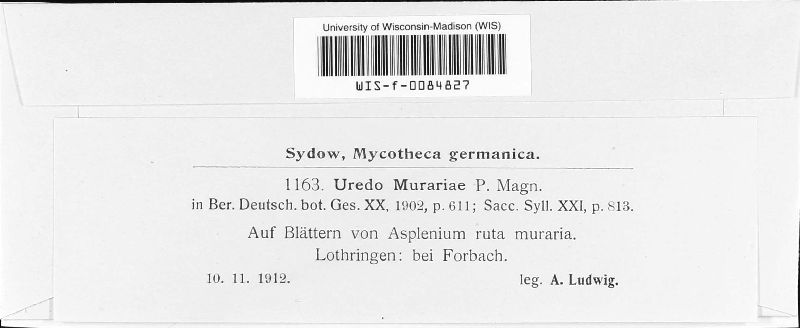 University of Wisconsin-Madison (WIS)
WIS-f-0084827
Sydow, Mycotheca germanica.
1163. Uredo Murariae P. Magn.
in Ber. Deutsch. bot. Ges. XX, 1902, p. 611; Sacc. Syll. XXI, p. 813.
Auf Blättern von Asplenium ruta muraria.
Lothringen: bei Forbach.
10. 11. 1912. leg. A. Ludwig.